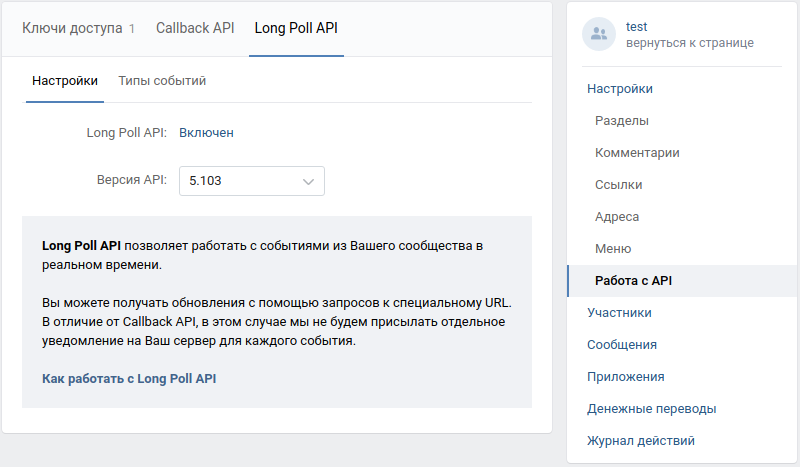 Ключи доступа 1 Callback API Long Poll API
Настройки Типы событий
Long Poll API: Включен
Версия API: 5.103
Long Poll API позволяет работать с событиями из Вашего сообщества в
реальном времени.
Вы можете получать обновления с помощью запросов к специальному URL.
В отличие от Callback API, в этом случае мы не будем присылать отдельное
уведомление на Ваш сервер для каждого события.
Как работать с Long Poll API
test
вернуться к странице
Настройки
Разделы
Комментарии
Ссылки
Адреса
Меню
Работа с API
Участники
Сообщения
Приложения
Денежные переводы
Журнал действий